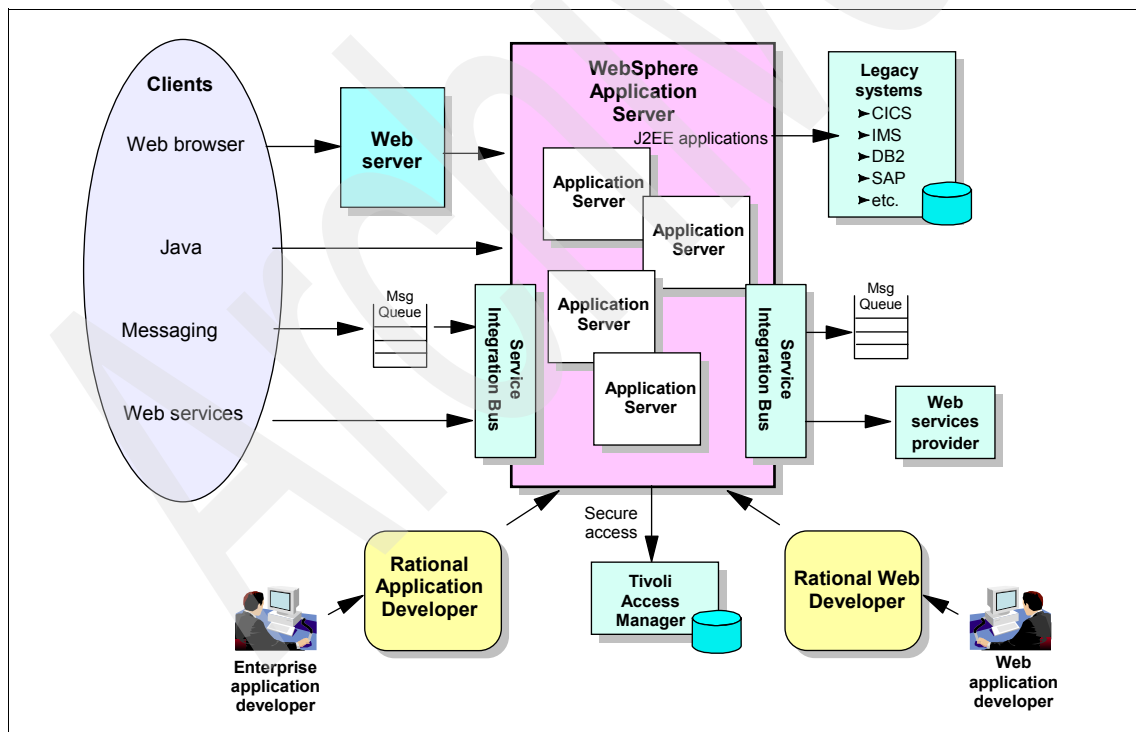 Clients
Web browser
Java
Messaging
Web services
Web
server
Msg
Queue
Service
Integration Bus
WebSphere
Application
Server
J2EE applications
Application
Server
Application
Server
Application
Server
Application
Server
Service
Integration Bus
Legacy
systems
➤CICS
➤IMS
➤DB2
➤SAP
➤etc.
Msg
Queue
Web
services
provider
Secure
access
Rational
Application
Developer
Tivoli
Access
Manager
Rational Web
Developer
Enterprise
application
developer
Web
application
developer